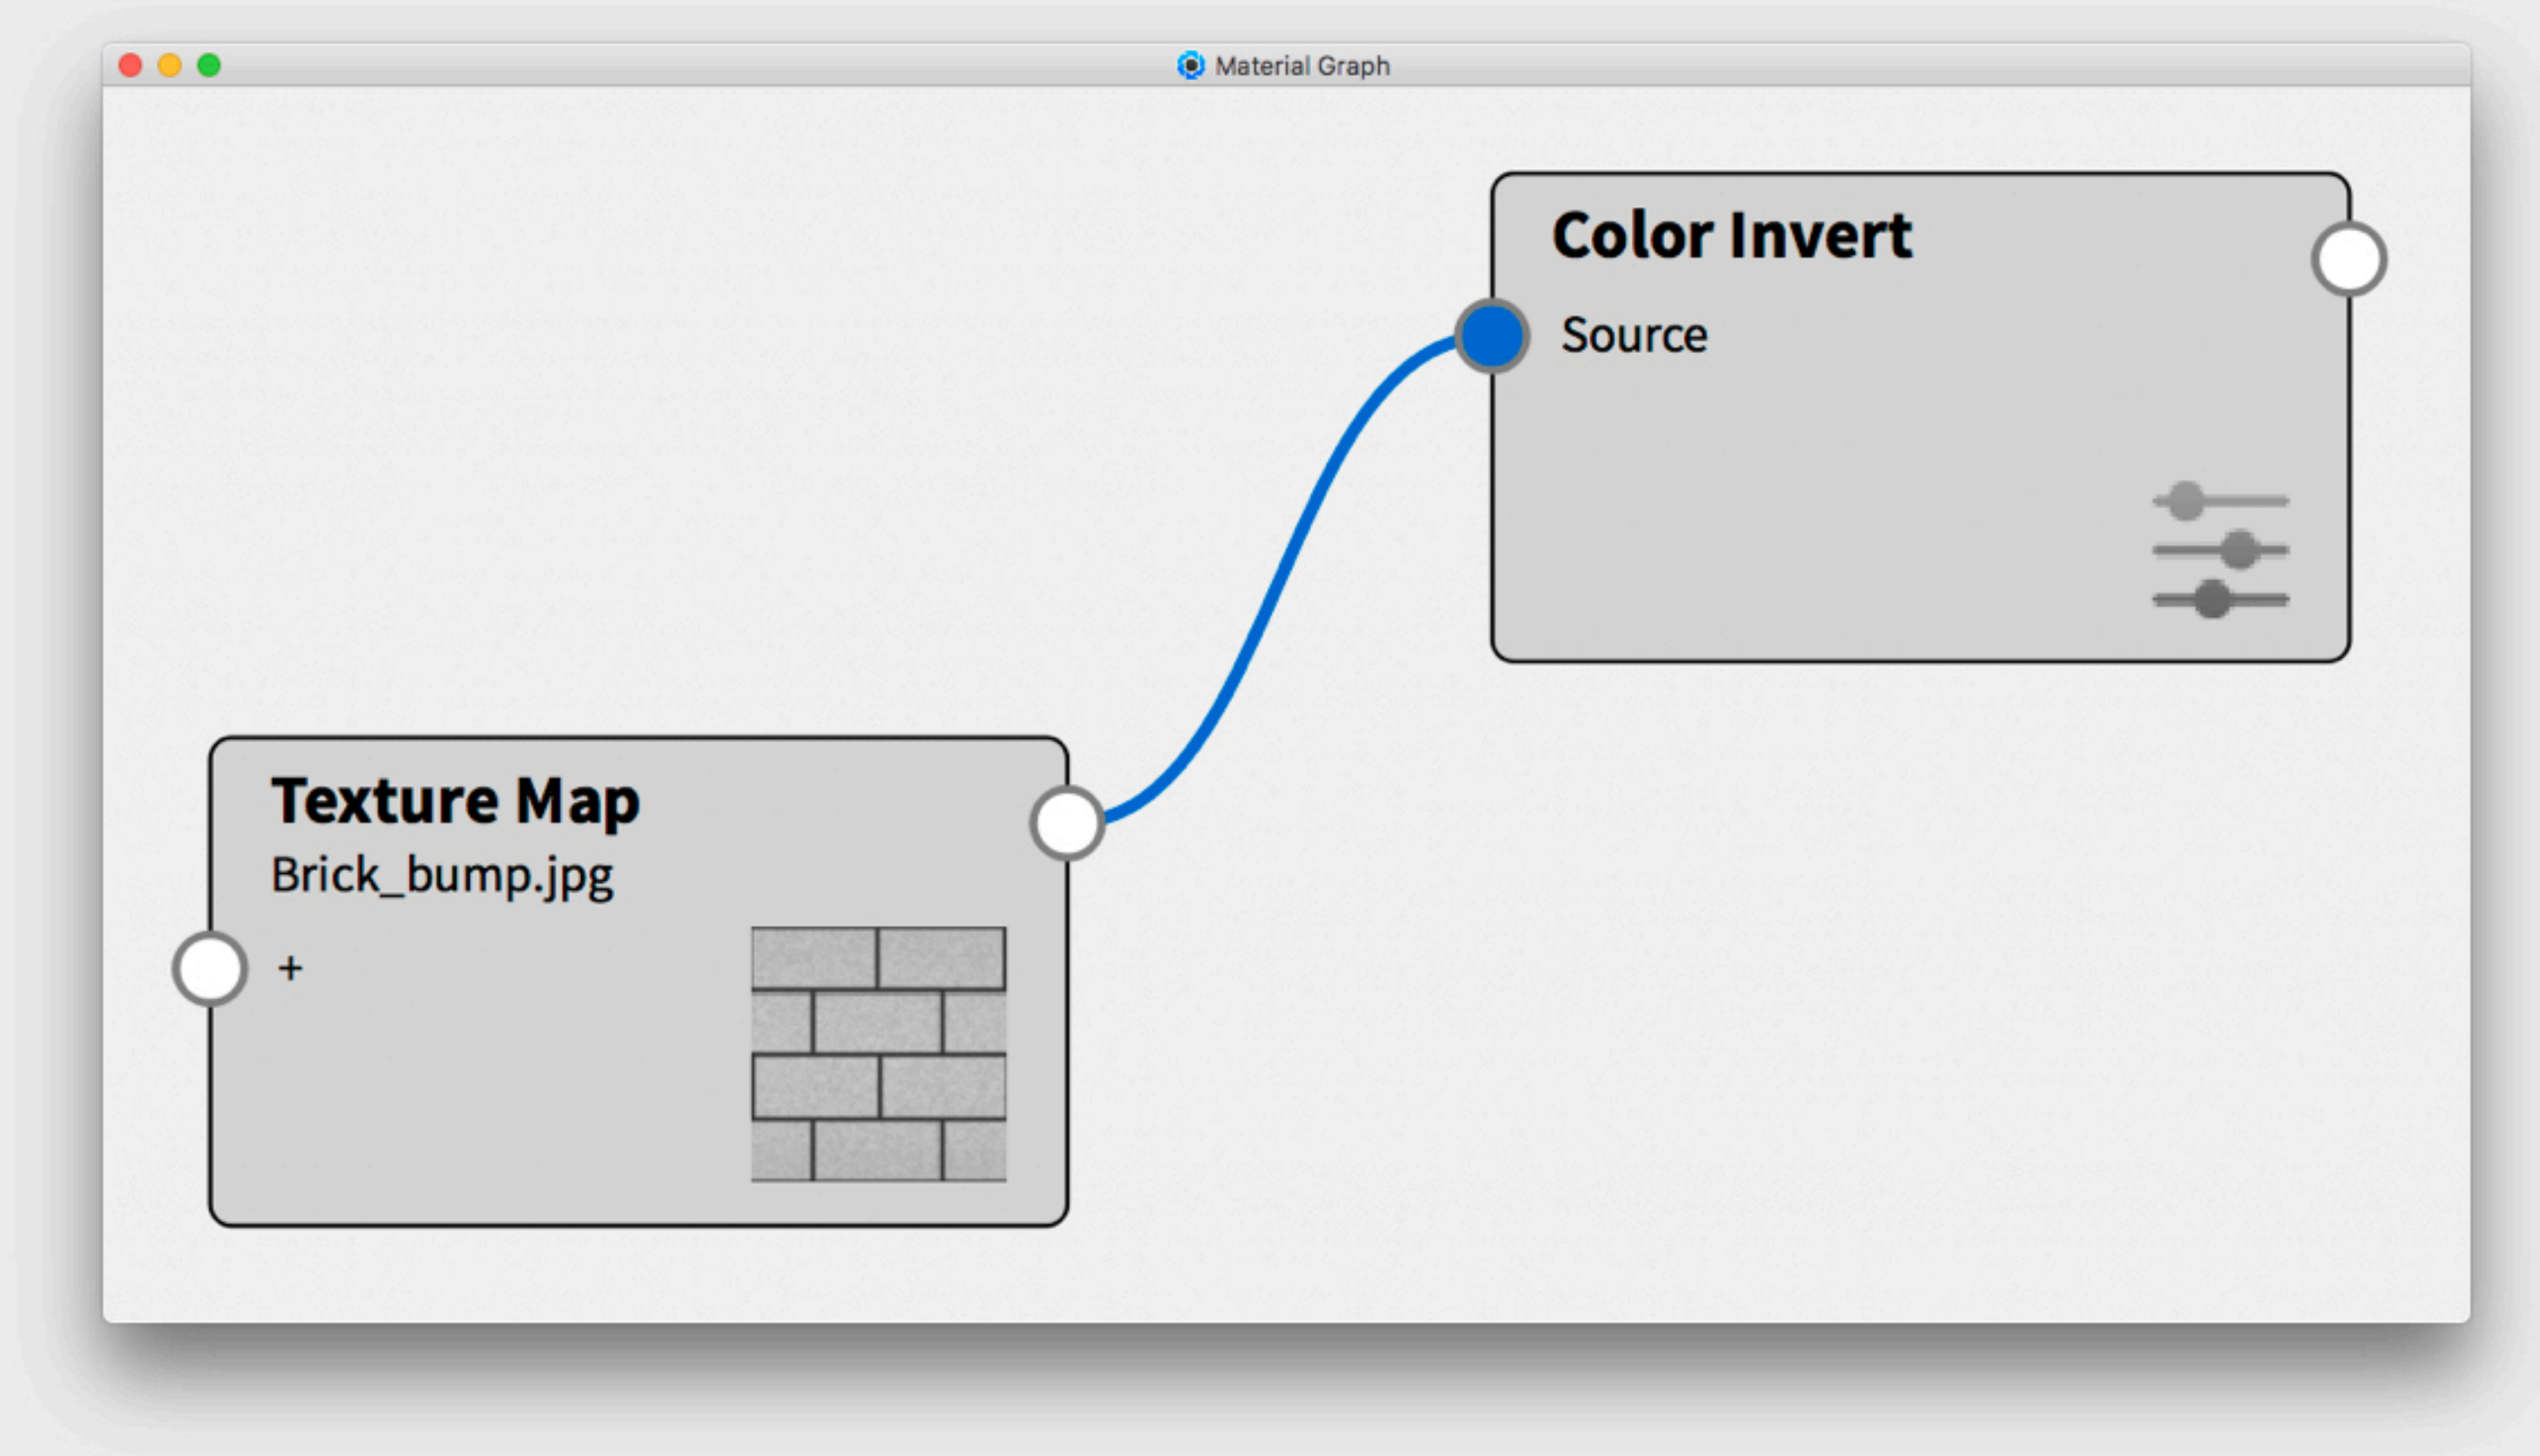 Material Graph
Color Invert
Source
Texture Map
Brick_bump.jpg
+